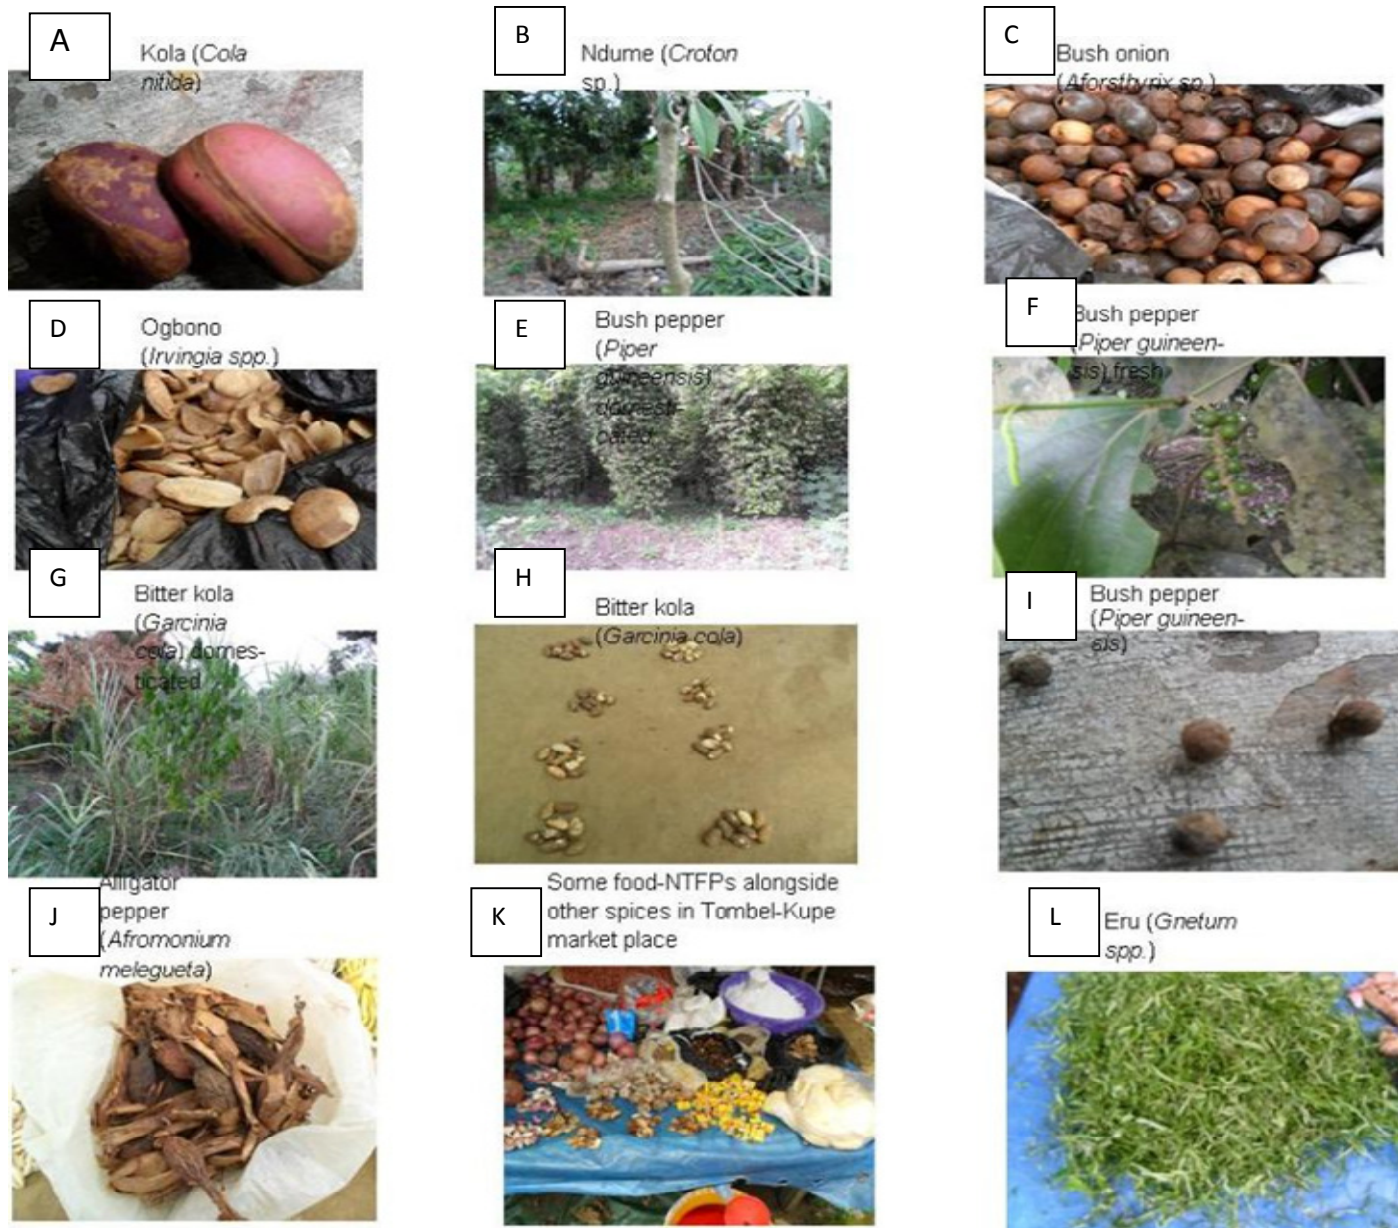 A
Kola (Cola
nitida)
B
Ndume (Croton
sp.)
C
Bush onion
(Aforsthyrix sp.)
D
Ogbono
(Irvingia spp.)
E
Bush pepper
(Piper
guineensis)
domesti-
cated
F
Bush pepper
(Piper guineen-
sis) fresh
G
Bitter kola
(Garcinia
cola) domes-
ticated
H
Bitter kola
(Garcinia cola)
I
Bush pepper
(Piper guineen-
sis)
J
Alligator
pepper
(Afromonium
melegueta)
K
Some food-NTFPs alongside
other spices in Tombel-Kupe
market place
L
Eru (Gnetum
spp.)